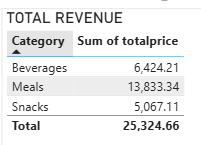 TOTAL REVENUE
Category Sum of totalprice
Beverages 6,424.21
Meals 13,833.34
Snacks 5,067.11
Total 25,324.66